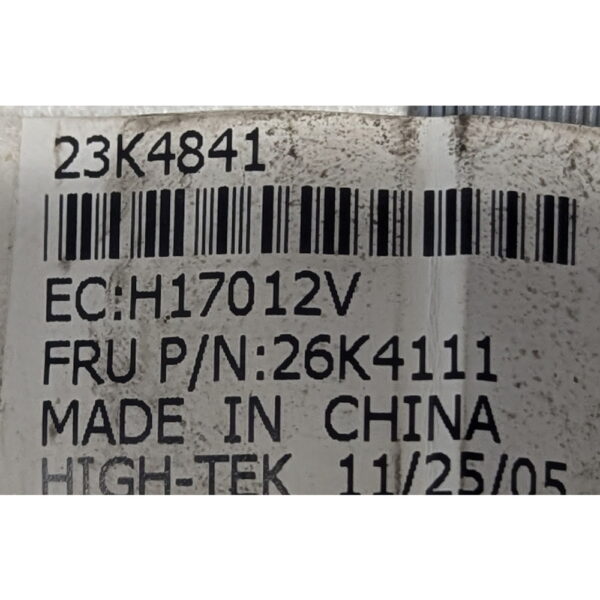 23K4841
EC:H17012V
FRU P/N:26K4111
MADE IN CHINA
HIGH-TEK 11/25/05